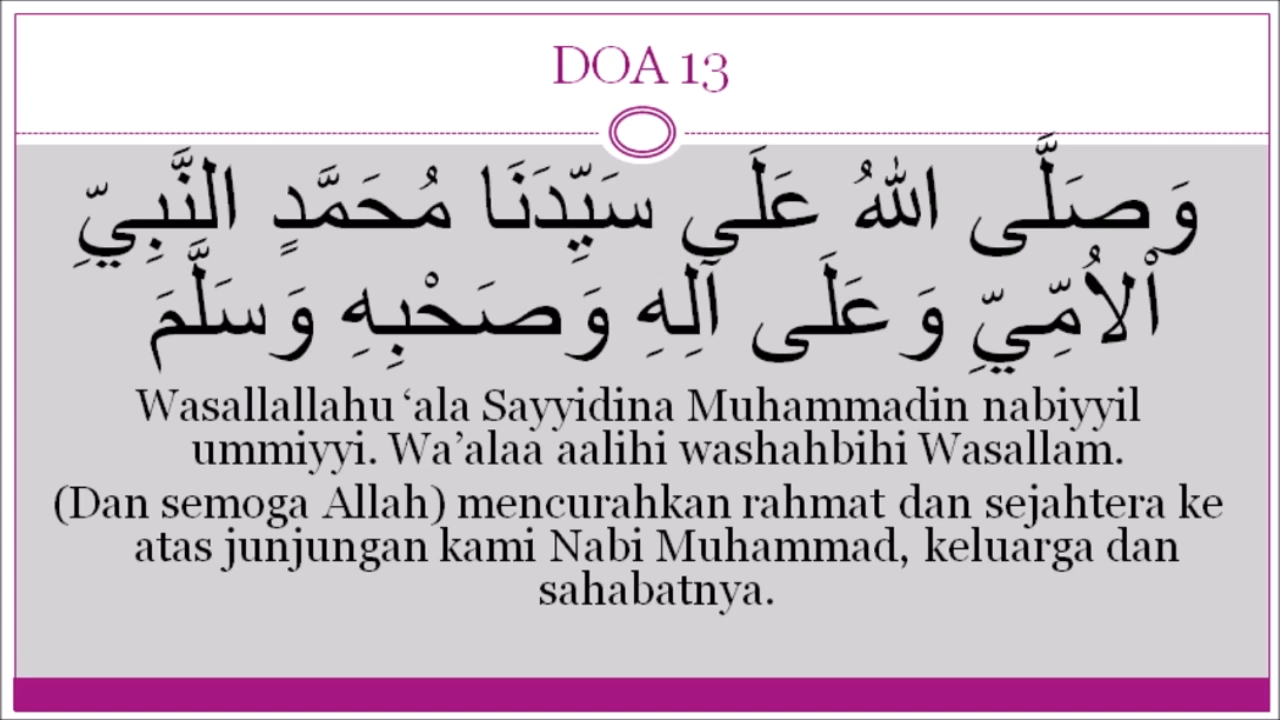 DOA 13
وَصَلَّى اللهُ عَلَى سَيِّدَنَا مُحَمَّدٍ النَّبِيِّ
اْلاُمِّيِّ وَعَلَى آلِهِ وَصَحْبِهِ وَسَلَّمَ
Wasallallahu ‘ala Sayyidina Muhammadin nabiyyil
ummiyyi. Wa’alaa aalihi washahbihi Wasallam.
(Dan semoga Allah) mencurahkan rahmat dan sejahtera ke
atas junjungan kami Nabi Muhammad, keluarga dan
sahabatnya.